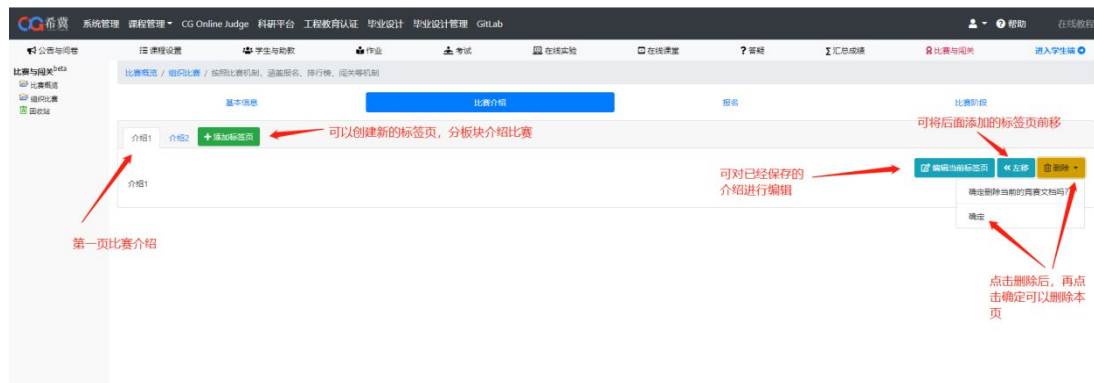 CG希冀 系统管理 课程管理 CG Online Judge 科研平台 工程教育认证 毕业设计 毕业设计管理 GitLab 帮助 在线教程
公告与问卷 课程设置 学生与助教 作业 考试 在线实验 在线课堂 答疑 汇总成绩 比赛与闯关 进入学生端
比赛与闯关beta
比赛概览
组织比赛
回收站
比赛概览 / 组织比赛 / 按照比赛机制、涵盖报名、排行榜、闯关等机制
基本信息 比赛介绍 报名 比赛阶段
介绍1 介绍2 添加标签页
可以创建新的标签页，分板块介绍比赛
可将后面添加的标签页前移
编辑当前标签页 左移 删除
可对已经保存的
介绍进行编辑
介绍1
确定删除当前的竞赛文档吗?
确定
第一页比赛介绍
点击删除后，再点
击确定可以删除本
页